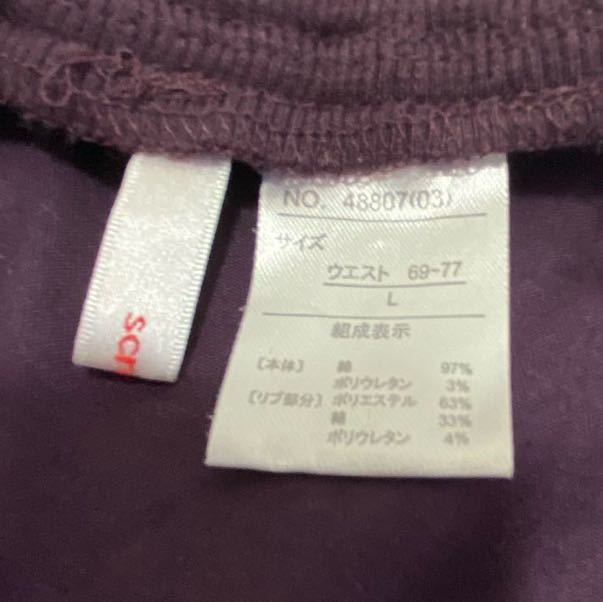 NO. 48807(03)
サイズ
ウエスト 69-77
L
組成表示
〔本体〕 綿 97%
ポリウレタン 3%
〔リブ部分〕 ポリエステル 63%
綿 33%
ポリウレタン 4%
scr